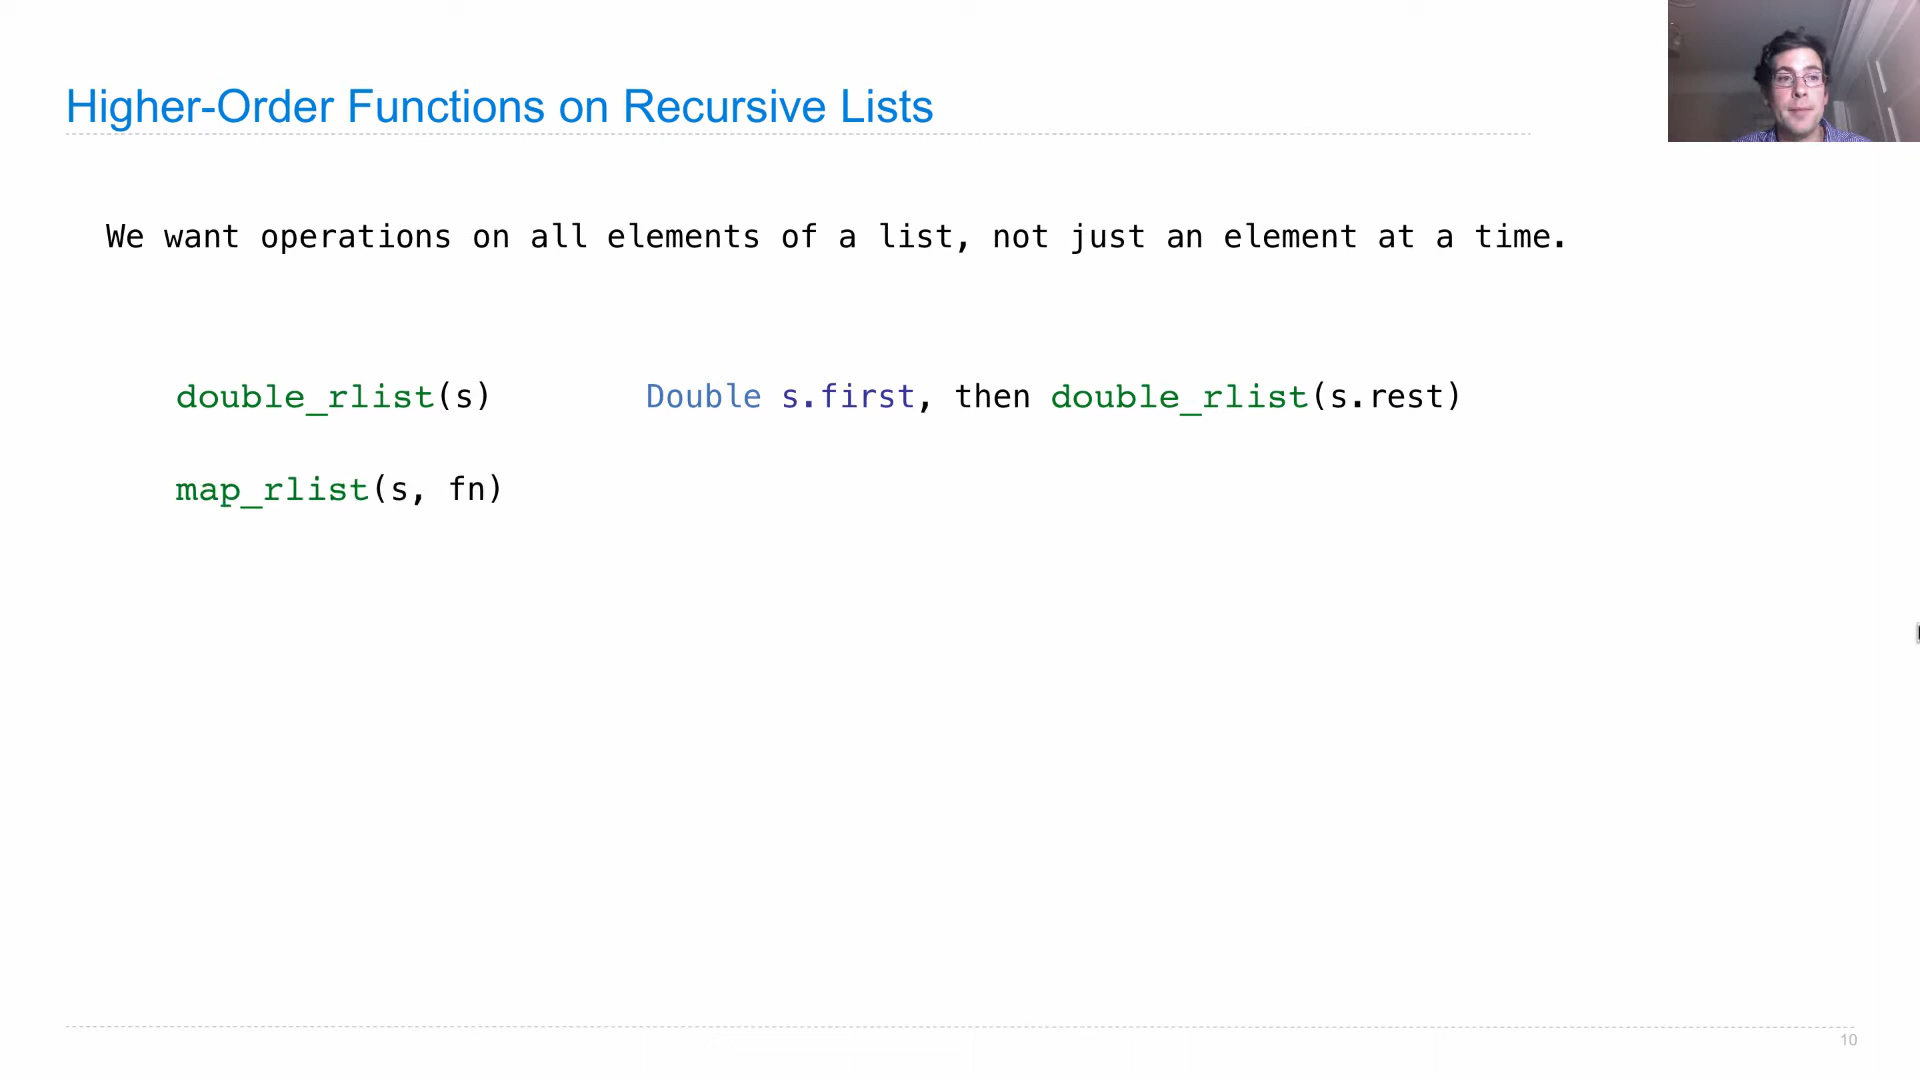 Higher-Order Functions on Recursive Lists
We want operations on all elements of a list, not just an element at a time.
double_rlist(s) Double s.first, then double_rlist(s.rest)
map_rlist(s, fn)
10